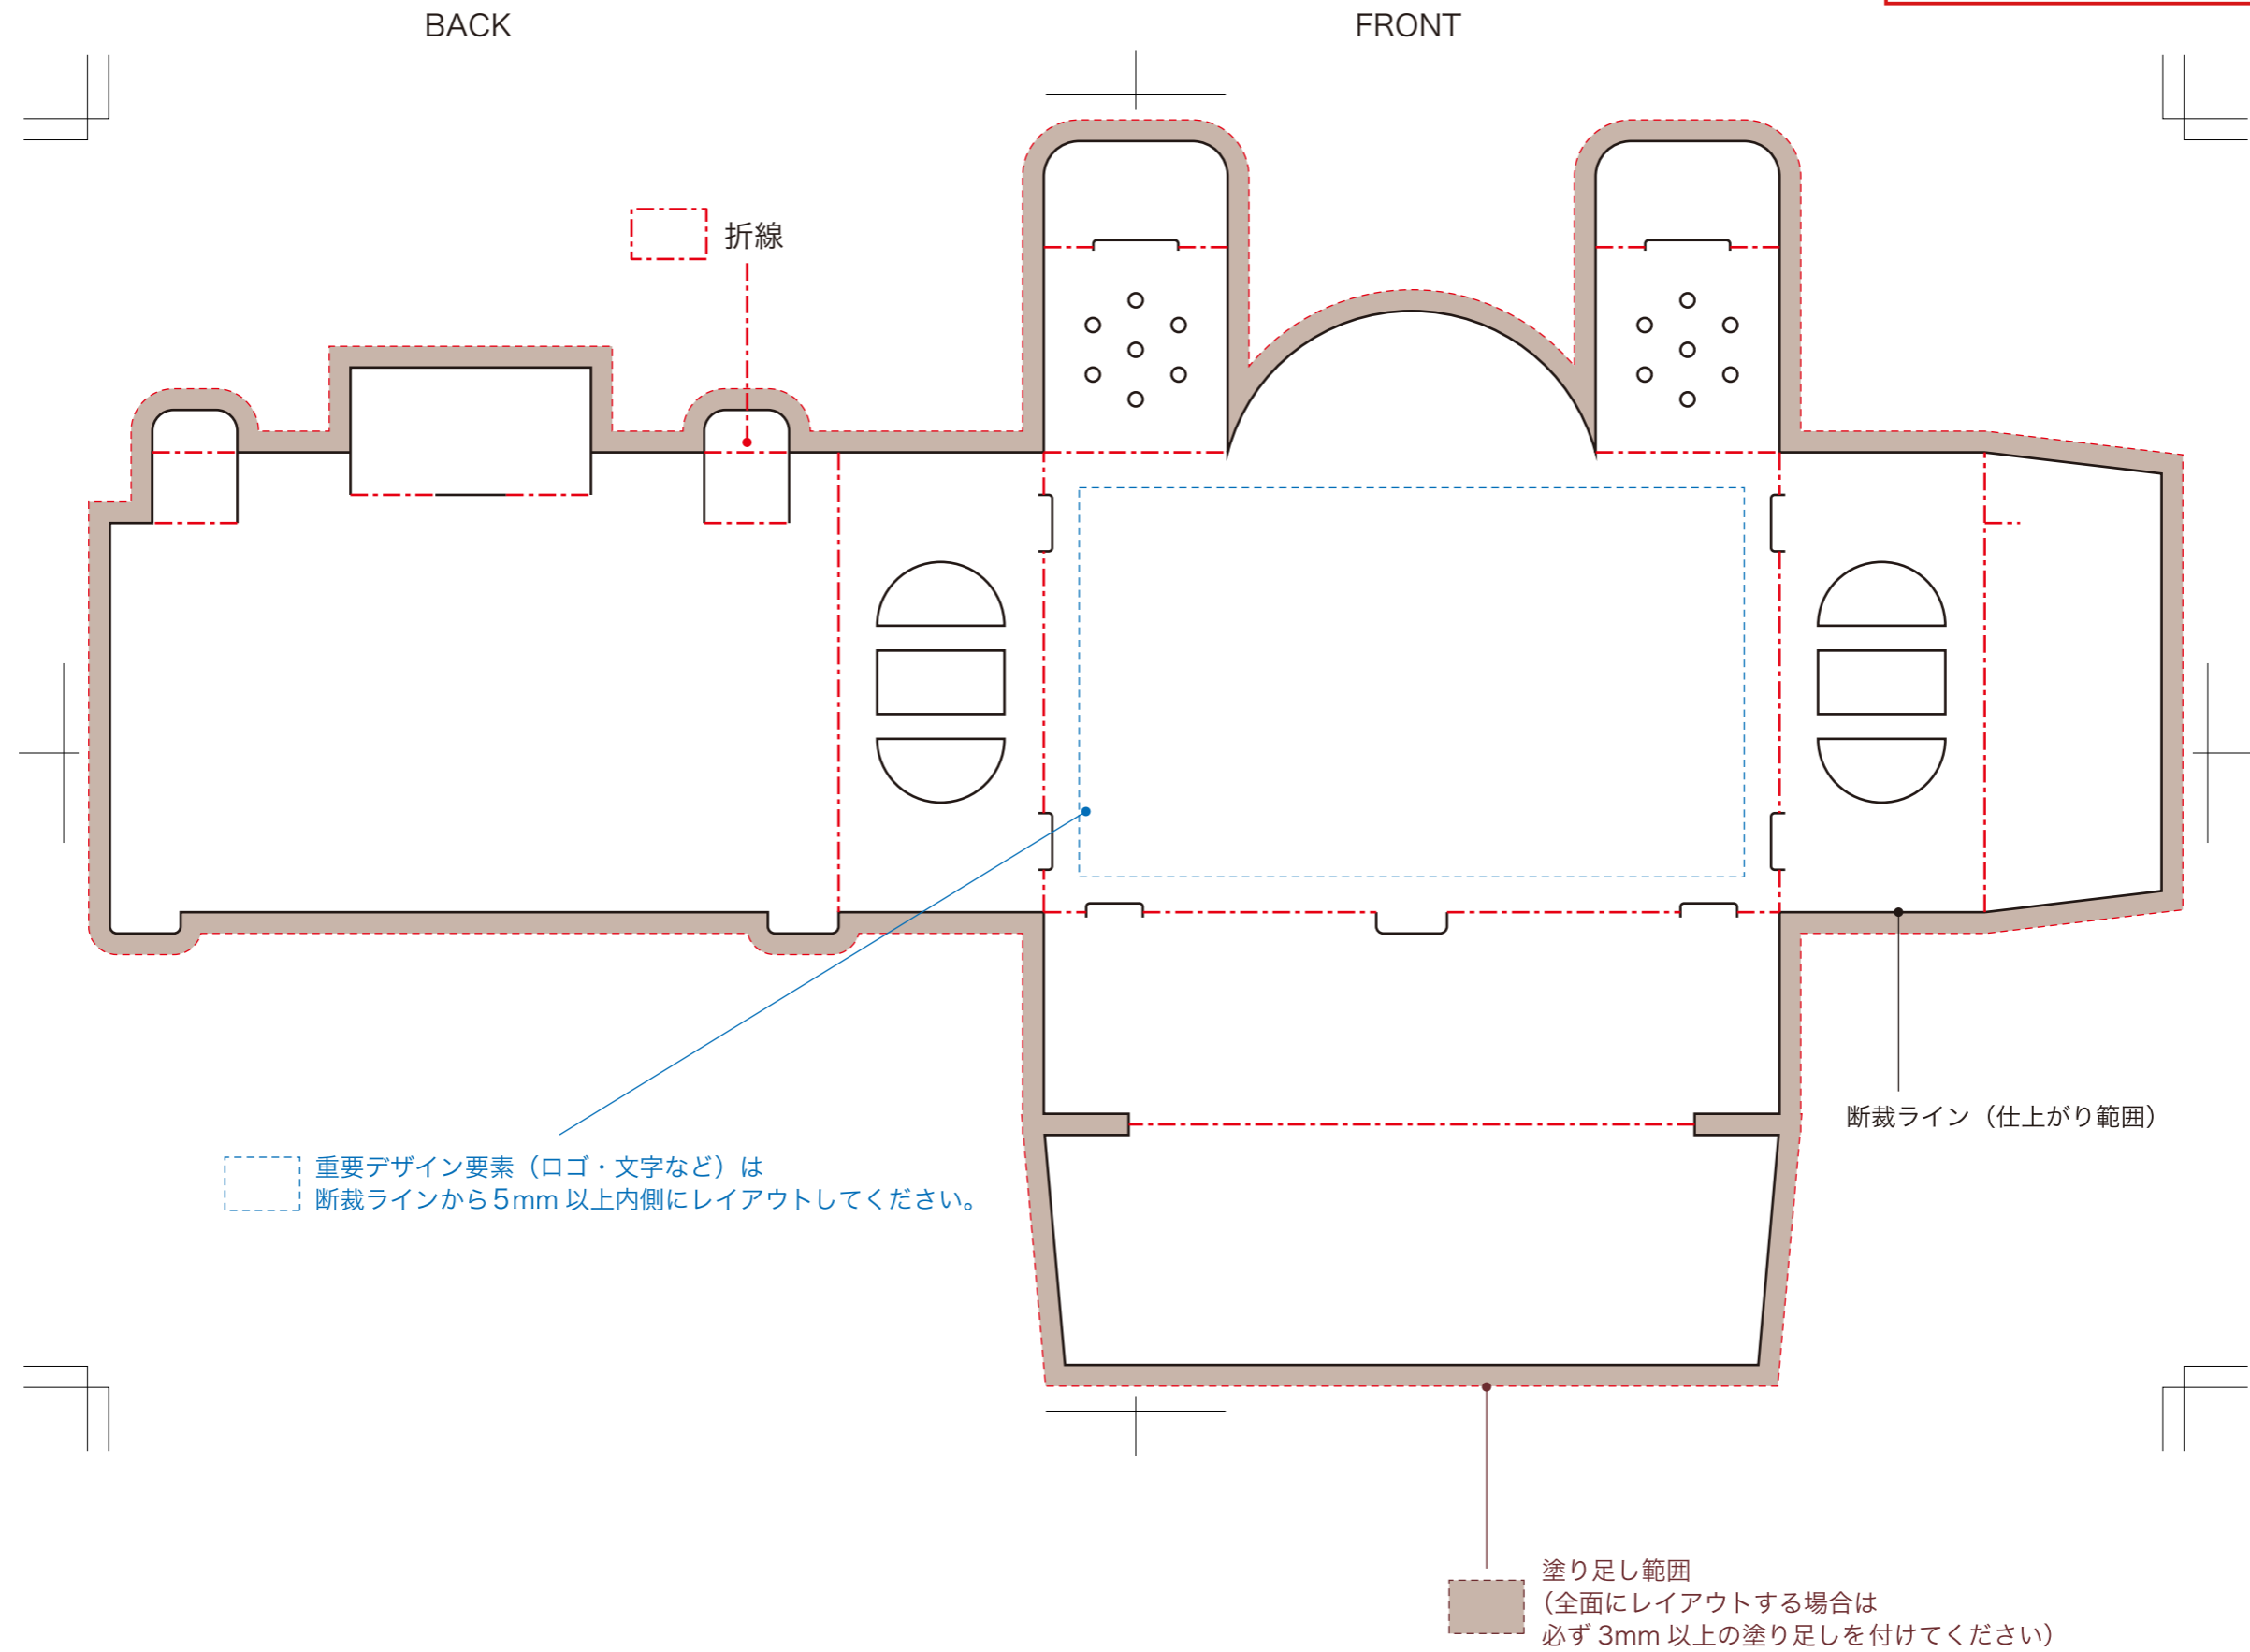 BACK
FRONT
折線
断裁ライン（仕上がり範囲）
重要デザイン要素（ロゴ・文字など）は
断裁ラインから5mm 以上内側にレイアウトしてください。
塗り足し範囲
（全面にレイアウトする場合は
必ず 3mm 以上の塗り足しを付けてください）